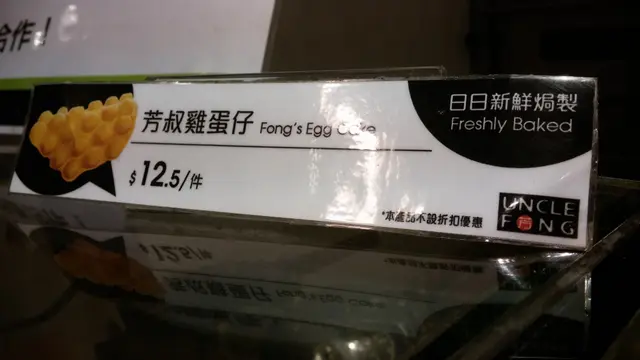 合作！
芳叔雞蛋仔 Fong's Egg Cake
$12.5/件
日日新鮮焗製
Freshly Baked
*本產品不設折扣優惠
UNCLE
FONG